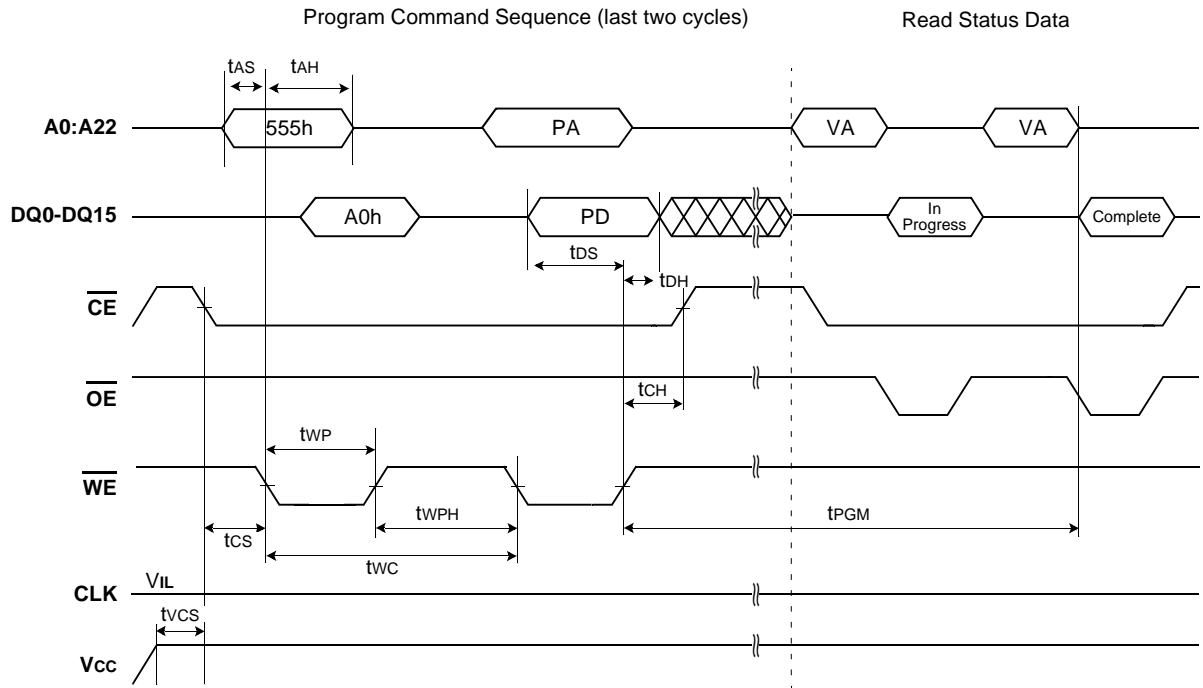 Program Command Sequence (last two cycles)
Read Status Data
tAS
tAH
A0:A22
555h
PA
VA
VA
DQ0-DQ15
A0h
PD
In
Progress
Complete
tDS
tDH
CE
OE
tCH
tWP
WE
tWPH
tPGM
tCS
tWC
CLK
VIL
tVCS
Vcc